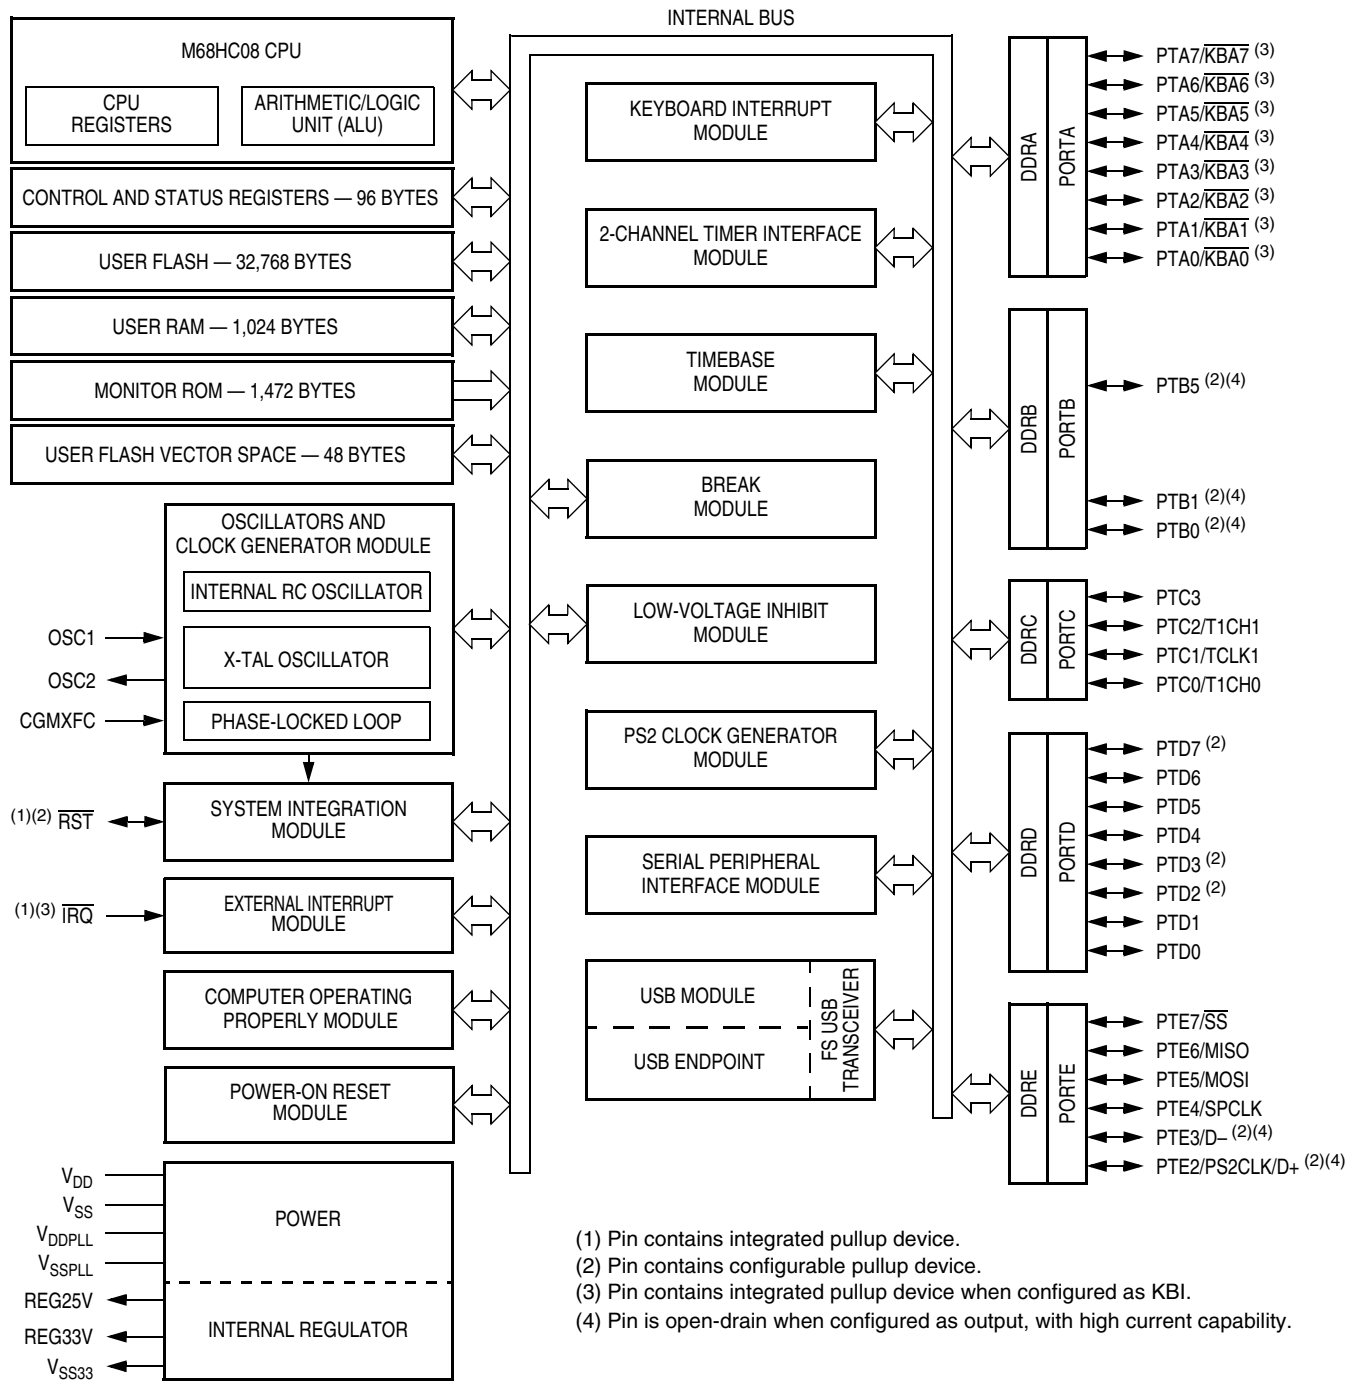 INTERNAL BUS
M68HC08 CPU
CPU
REGISTERS
ARITHMETIC/LOGIC
UNIT (ALU)
CONTROL AND STATUS REGISTERS — 96 BYTES
USER FLASH — 32,768 BYTES
USER RAM — 1,024 BYTES
MONITOR ROM — 1,472 BYTES
USER FLASH VECTOR SPACE — 48 BYTES
OSCILLATORS AND
CLOCK GENERATOR MODULE
INTERNAL RC OSCILLATOR
X-TAL OSCILLATOR
PHASE-LOCKED LOOP
OSC1
OSC2
CGMXFC
(1)(2) RST
SYSTEM INTEGRATION
MODULE
(1)(3) IRQ
EXTERNAL INTERRUPT
MODULE
COMPUTER OPERATING
PROPERLY MODULE
POWER-ON RESET
MODULE
VDD
VSS
VDDPLL
VSSPLL
REG25V
REG33V
VSS33
POWER
INTERNAL REGULATOR
KEYBOARD INTERRUPT
MODULE
2-CHANNEL TIMER INTERFACE
MODULE
TIMEBASE
MODULE
BREAK
MODULE
LOW-VOLTAGE INHIBIT
MODULE
PS2 CLOCK GENERATOR
MODULE
SERIAL PERIPHERAL
INTERFACE MODULE
USB MODULE
USB ENDPOINT
FS USB
TRANSCEIVER
DDRA
PORTA
PTA7/KBA7 (3)
PTA6/KBA6 (3)
PTA5/KBA5 (3)
PTA4/KBA4 (3)
PTA3/KBA3 (3)
PTA2/KBA2 (3)
PTA1/KBA1 (3)
PTA0/KBA0 (3)
DDRB
PORTB
PTB5 (2)(4)
PTB1 (2)(4)
PTB0 (2)(4)
DDRC
PORTC
PTC3
PTC2/T1CH1
PTC1/TCLK1
PTC0/T1CH0
DDRD
PORTD
PTD7 (2)
PTD6
PTD5
PTD4
PTD3 (2)
PTD2 (2)
PTD1
PTD0
DDRE
PORTE
PTE7/SS
PTE6/MISO
PTE5/MOSI
PTE4/SPCLK
PTE3/D– (2)(4)
PTE2/PS2CLK/D+ (2)(4)
(1) Pin contains integrated pullup device.
(2) Pin contains configurable pullup device.
(3) Pin contains integrated pullup device when configured as KBI.
(4) Pin is open-drain when configured as output, with high current capability.